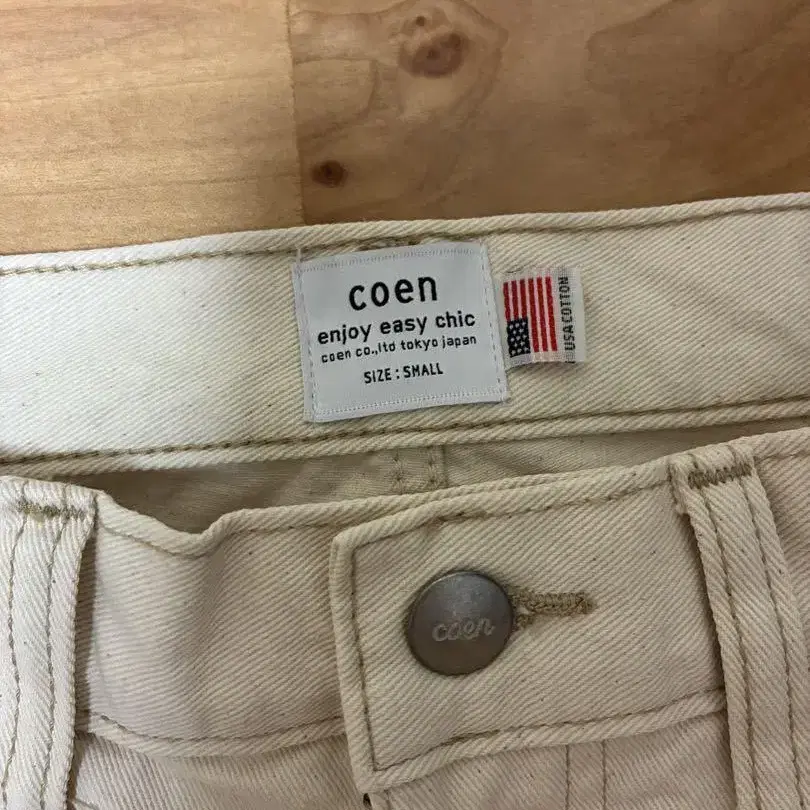 coen
enjoy easy chic
coen co.,ltd tokyo japan
SIZE : SMALL
USA COTTON
coen